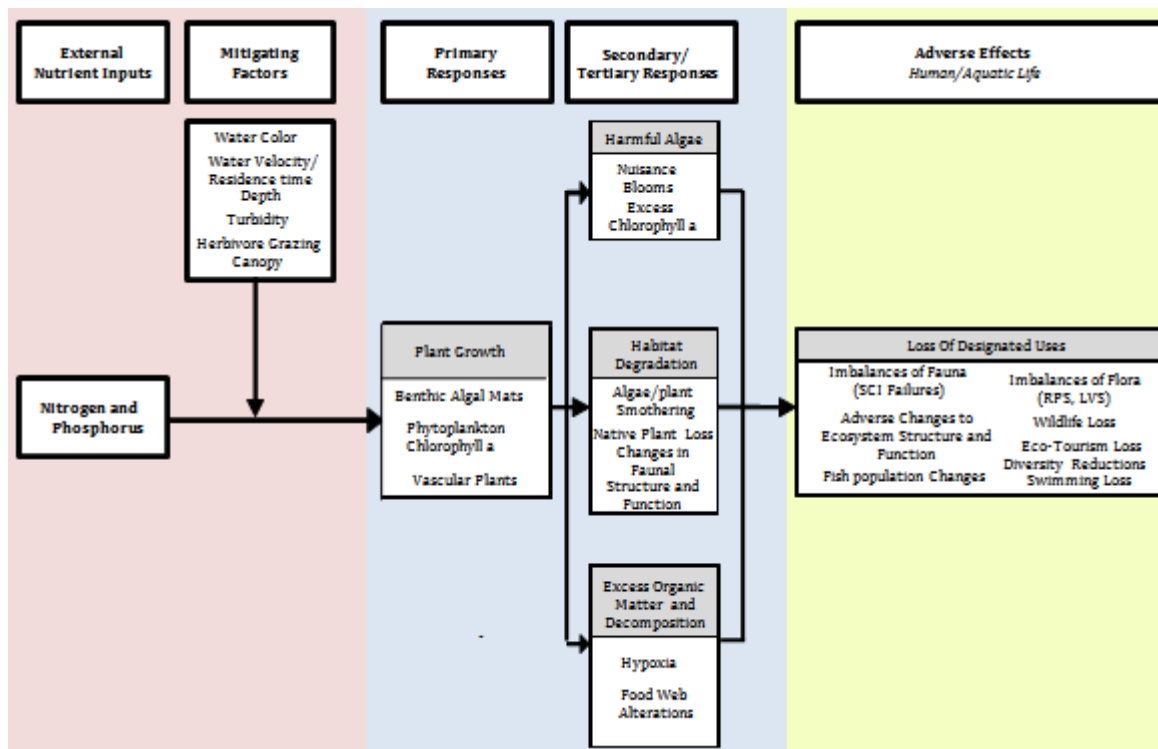 External
Nutrient Inputs
Mitigating
Factors
Primary
Responses
Secondary/
Tertiary Responses
Adverse Effects
Human/Aquatic Life
Water Color
Water Velocity/
Residence time
Depth
Turbidity
Herbivore Grazing
Canopy
Nitrogen and
Phosphorus
Plant Growth
Benthic Algal Mats
Phytoplankton
Chlorophyll a
Vascular Plants
Harmful Algae
Nuisance
Blooms
Excess
Chlorophyll a
Habitat
Degradation
Algae/plant
Smothering
Native Plant Loss
Changes in
Faunal
Structure and
Function
Excess Organic
Matter and
Decomposition
Hypoxia
Food Web
Alterations
Loss Of Designated Uses
Imbalances of Fauna
(SCI Failures)
Adverse Changes to
Ecosystem Structure and
Function
Fish population Changes
Imbalances of Flora
(RPS, LVS)
Wildlife Loss
Eco-Tourism Loss
Diversity Reductions
Swimming Loss